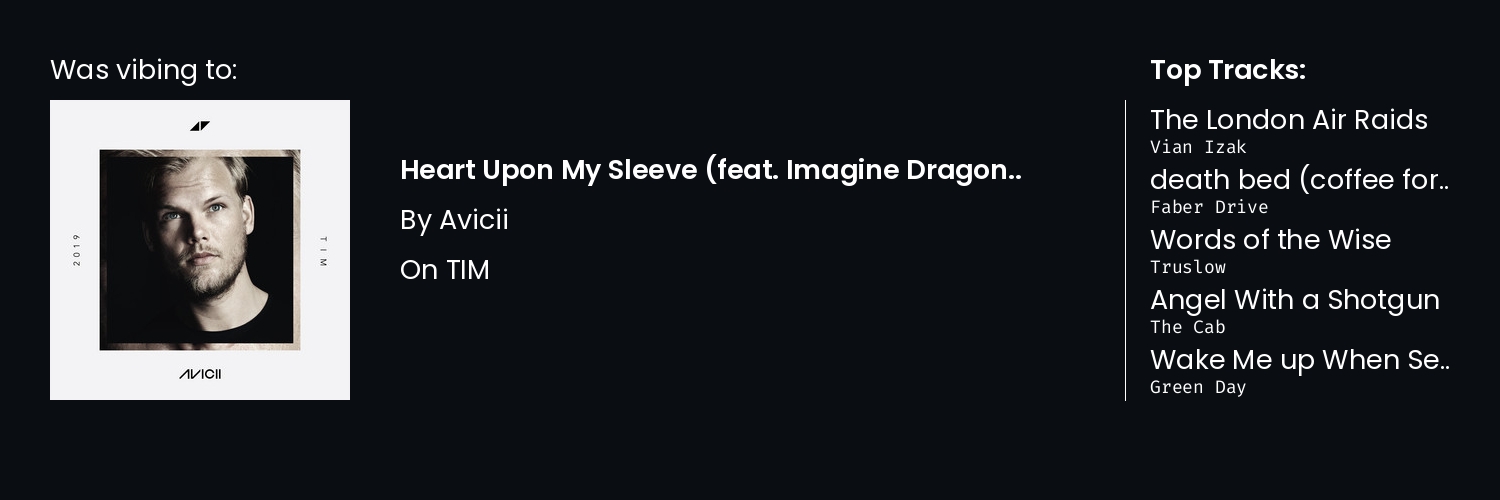 Was vibing to:
2019
TIM
AVICII
Heart Upon My Sleeve (feat. Imagine Dragon..
By Avicii
On TIM
Top Tracks:
The London Air Raids
Vian Izak
death bed (coffee for..
Faber Drive
Words of the Wise
Truslow
Angel With a Shotgun
The Cab
Wake Me up When Se..
Green Day